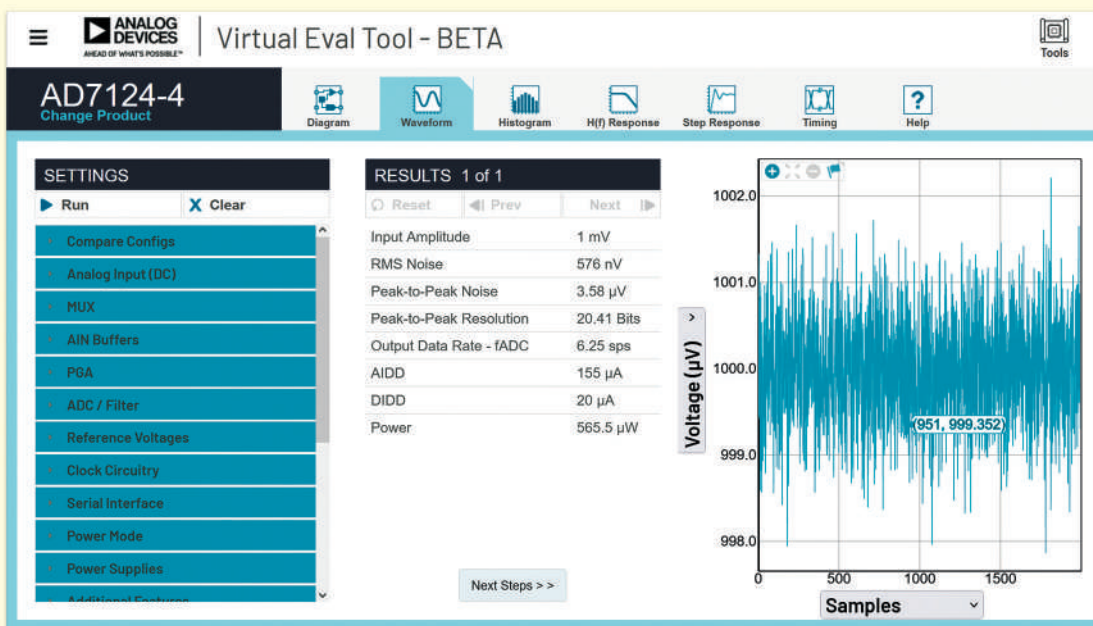 ANALOG
DEVICES
AHEAD OF WHAT'S POSSIBLE™
Virtual Eval Tool - BETA
Tools
AD7124-4
Change Product
Diagram
Waveform
Histogram
H(f) Response
Step Response
Timing
?
Help
SETTINGS
Run
X Clear
Compare Configs
Analog Input (DC)
MUX
AIN Buffers
PGA
ADC / Filter
Reference Voltages
Clock Circuitry
Serial Interface
Power Mode
Power Supplies
Additional Features
RESULTS 1 of 1
Reset
Prev
Next
Input Amplitude 1 mV
RMS Noise 576 nV
Peak-to-Peak Noise 3.58 µV
Peak-to-Peak Resolution 20.41 Bits
Output Data Rate - fADC 6.25 sps
AIDD 155 µA
DIDD 20 µA
Power 565.5 µW
Next Steps > >
Voltage (µV)
1002.0
1001.0
1000.0
999.0
998.0
(951, 999.352)
0 500 1000 1500
Samples